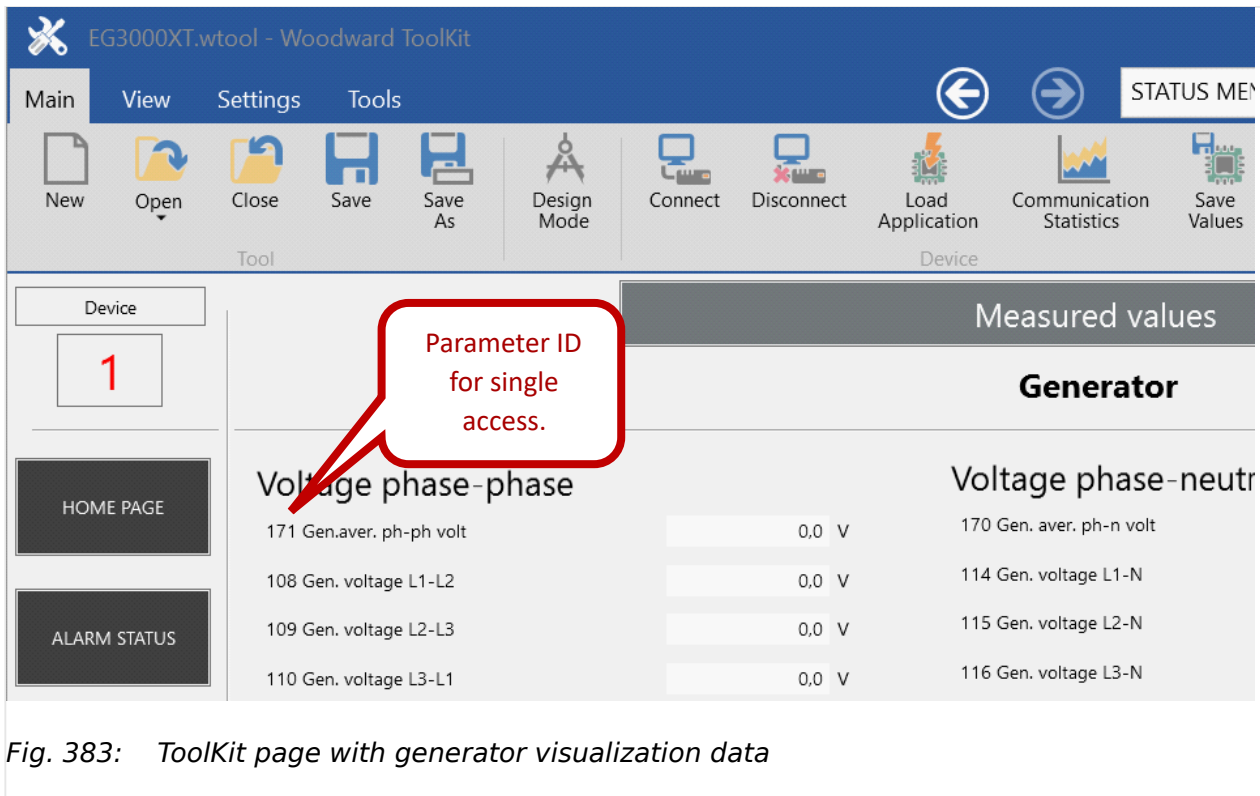 EG3000XT.wtool - Woodward ToolKit
Main View Settings Tools
STATUS MEN
New Open Close Save Save As Design Mode Connect Disconnect Load Application Communication Statistics Save Values
Tool Device
Device
1
Measured values
Parameter ID
for single
access.
Generator
HOME PAGE
ALARM STATUS
Voltage phase-phase
171 Gen.aver. ph-ph volt 0,0 V
108 Gen. voltage L1-L2 0,0 V
109 Gen. voltage L2-L3 0,0 V
110 Gen. voltage L3-L1 0,0 V
Voltage phase-neutr
170 Gen. aver. ph-n volt
114 Gen. voltage L1-N
115 Gen. voltage L2-N
116 Gen. voltage L3-N
Fig. 383: ToolKit page with generator visualization data